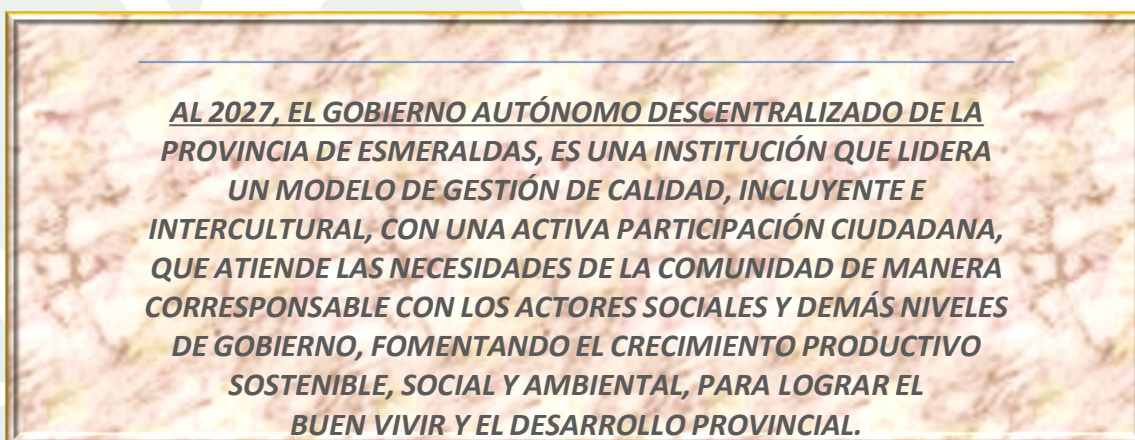 AL 2027, EL GOBIERNO AUTÓNOMO DESCENTRALIZADO DE LA
PROVINCIA DE ESMERALDAS, ES UNA INSTITUCIÓN QUE LIDERA
UN MODELO DE GESTIÓN DE CALIDAD, INCLUYENTE E
INTERCULTURAL, CON UNA ACTIVA PARTICIPACIÓN CIUDADANA,
QUE ATIENDE LAS NECESIDADES DE LA COMUNIDAD DE MANERA
CORRESPONSABLE CON LOS ACTORES SOCIALES Y DEMÁS NIVELES
DE GOBIERNO, FOMENTANDO EL CRECIMIENTO PRODUCTIVO
SOSTENIBLE, SOCIAL Y AMBIENTAL, PARA LOGRAR EL
BUEN VIVIR Y EL DESARROLLO PROVINCIAL.